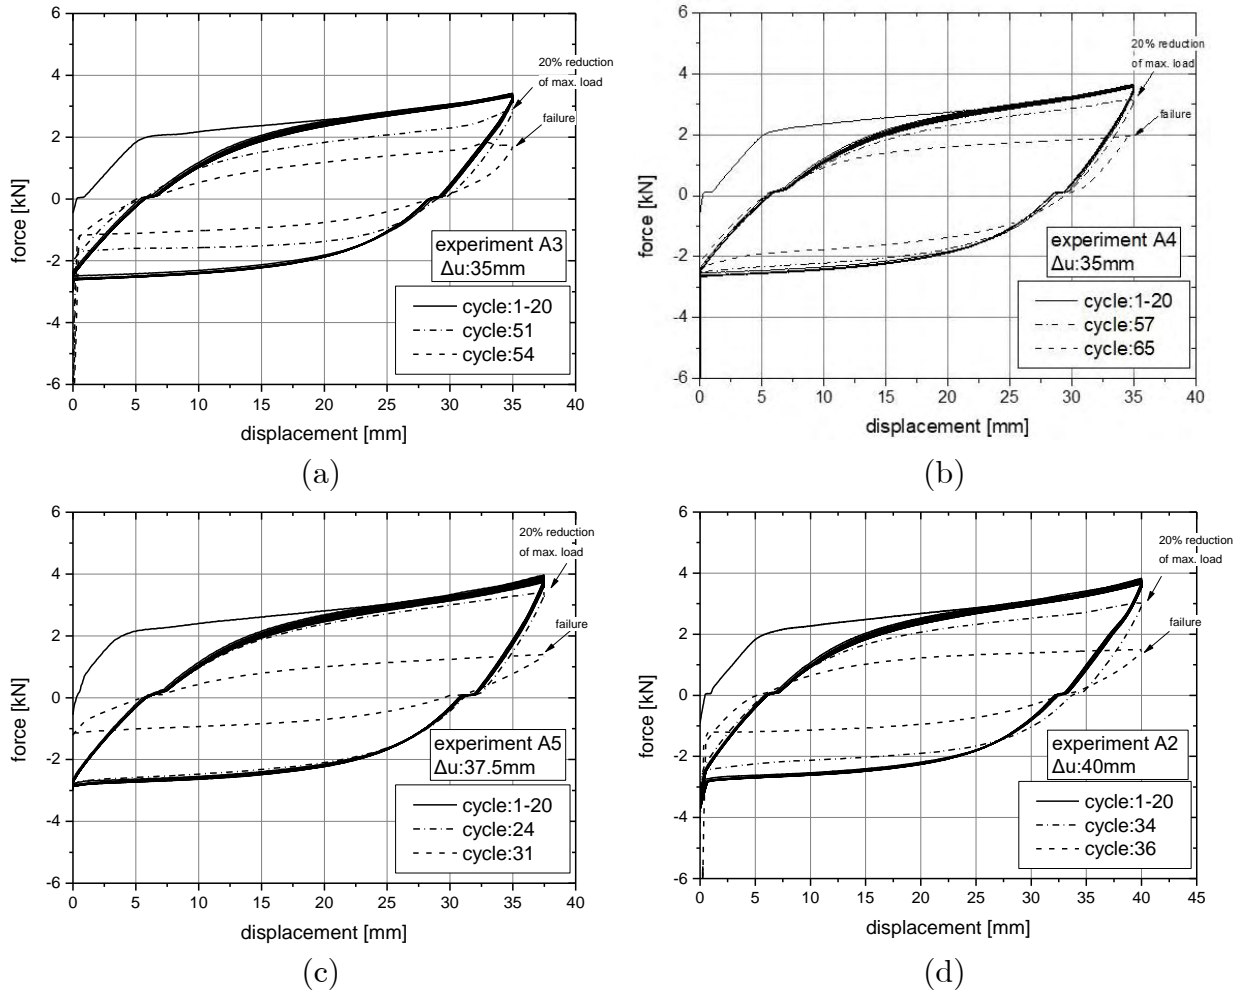 6
4
2
0
-2
-4
-6
force [kN]
20% reduction
of max. load
failure
experiment A3
Δu:35mm
cycle:1-20
cycle:51
cycle:54
0 5 10 15 20 25 30 35 40
displacement [mm]
(a)
6
4
2
0
-2
-4
-6
force [kN]
20% reduction
of max. load
failure
experiment A4
Δu:35mm
cycle:1-20
cycle:57
cycle:65
0 5 10 15 20 25 30 35 40
displacement [mm]
(b)
6
4
2
0
-2
-4
-6
force [kN]
20% reduction
of max. load
failure
experiment A5
Δu:37.5mm
cycle:1-20
cycle:24
cycle:31
0 5 10 15 20 25 30 35 40
displacement [mm]
(c)
6
4
2
0
-2
-4
-6
force [kN]
20% reduction
of max. load
failure
experiment A2
Δu:40mm
cycle:1-20
cycle:34
cycle:36
0 5 10 15 20 25 30 35 40 45
displacement [mm]
(d)